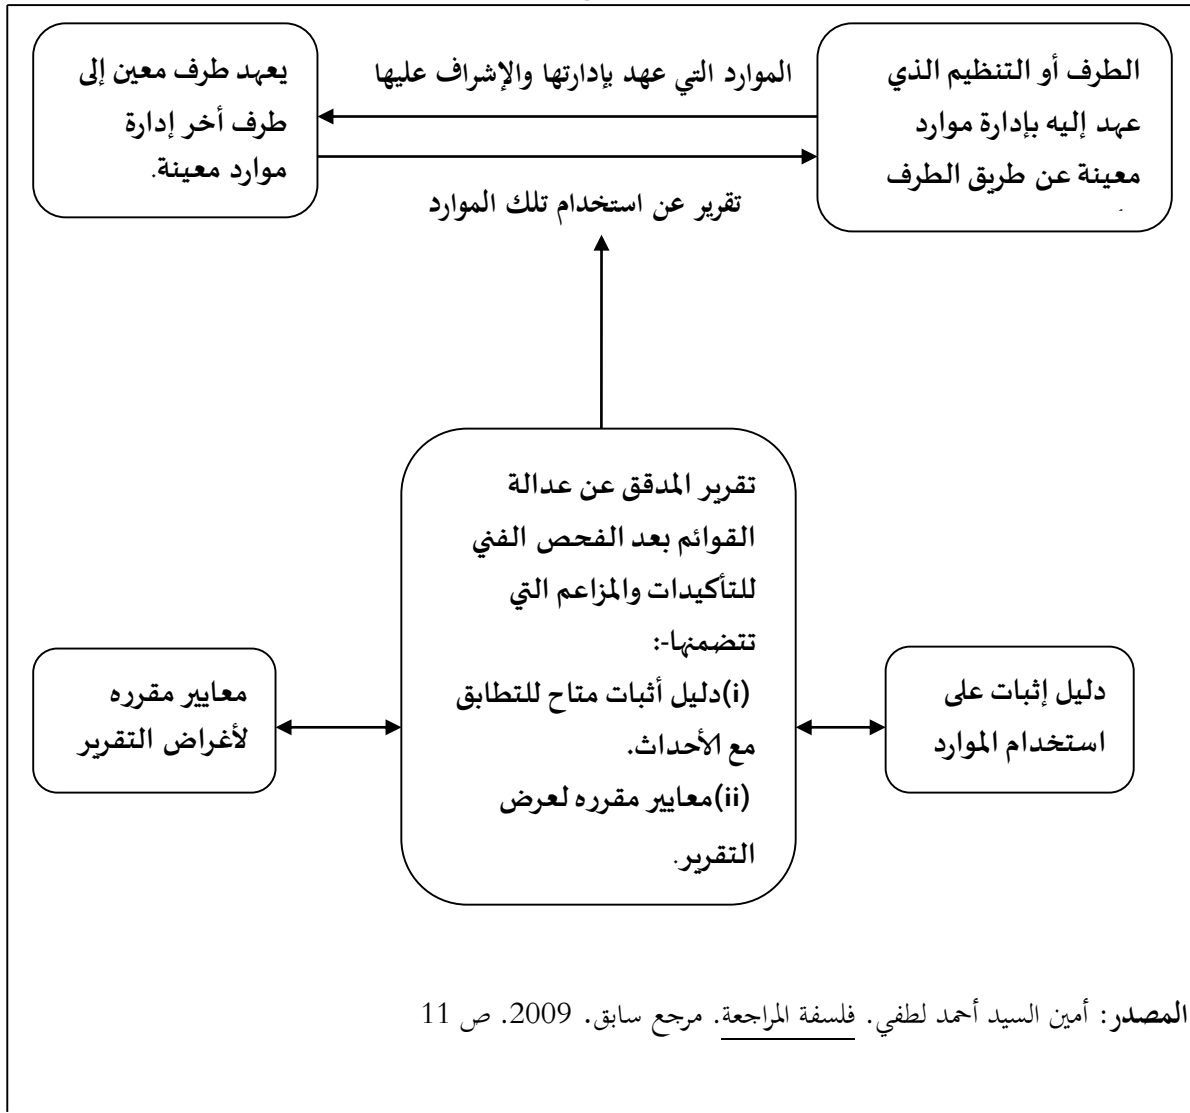 الطرف أو التنظيم الذي
عهد إليه بإدارة موارد
معينة عن طريق الطرف
الموارد التي عهد بإدارتها والإشراف عليها
يعهد طرف معين إلى
طرف أخر إدارة
موارد معينة.
تقرير عن استخدام تلك الموارد
تقرير المدقق عن عدالة
القوائم بعد الفحص الفني
للتأكيدات والمزاعم التي
تتضمنها-:
(i)دليل أثبات متاح للتطابق
مع الأحداث.
(ii)معايير مقرره لعرض
التقرير.
دليل إثبات على
استخدام الموارد
معايير مقرره
لأغراض التقرير
المصدر: أمين السيد أحمد لطفي. فلسفة المراجعة. مرجع سابق. 2009. ص 11